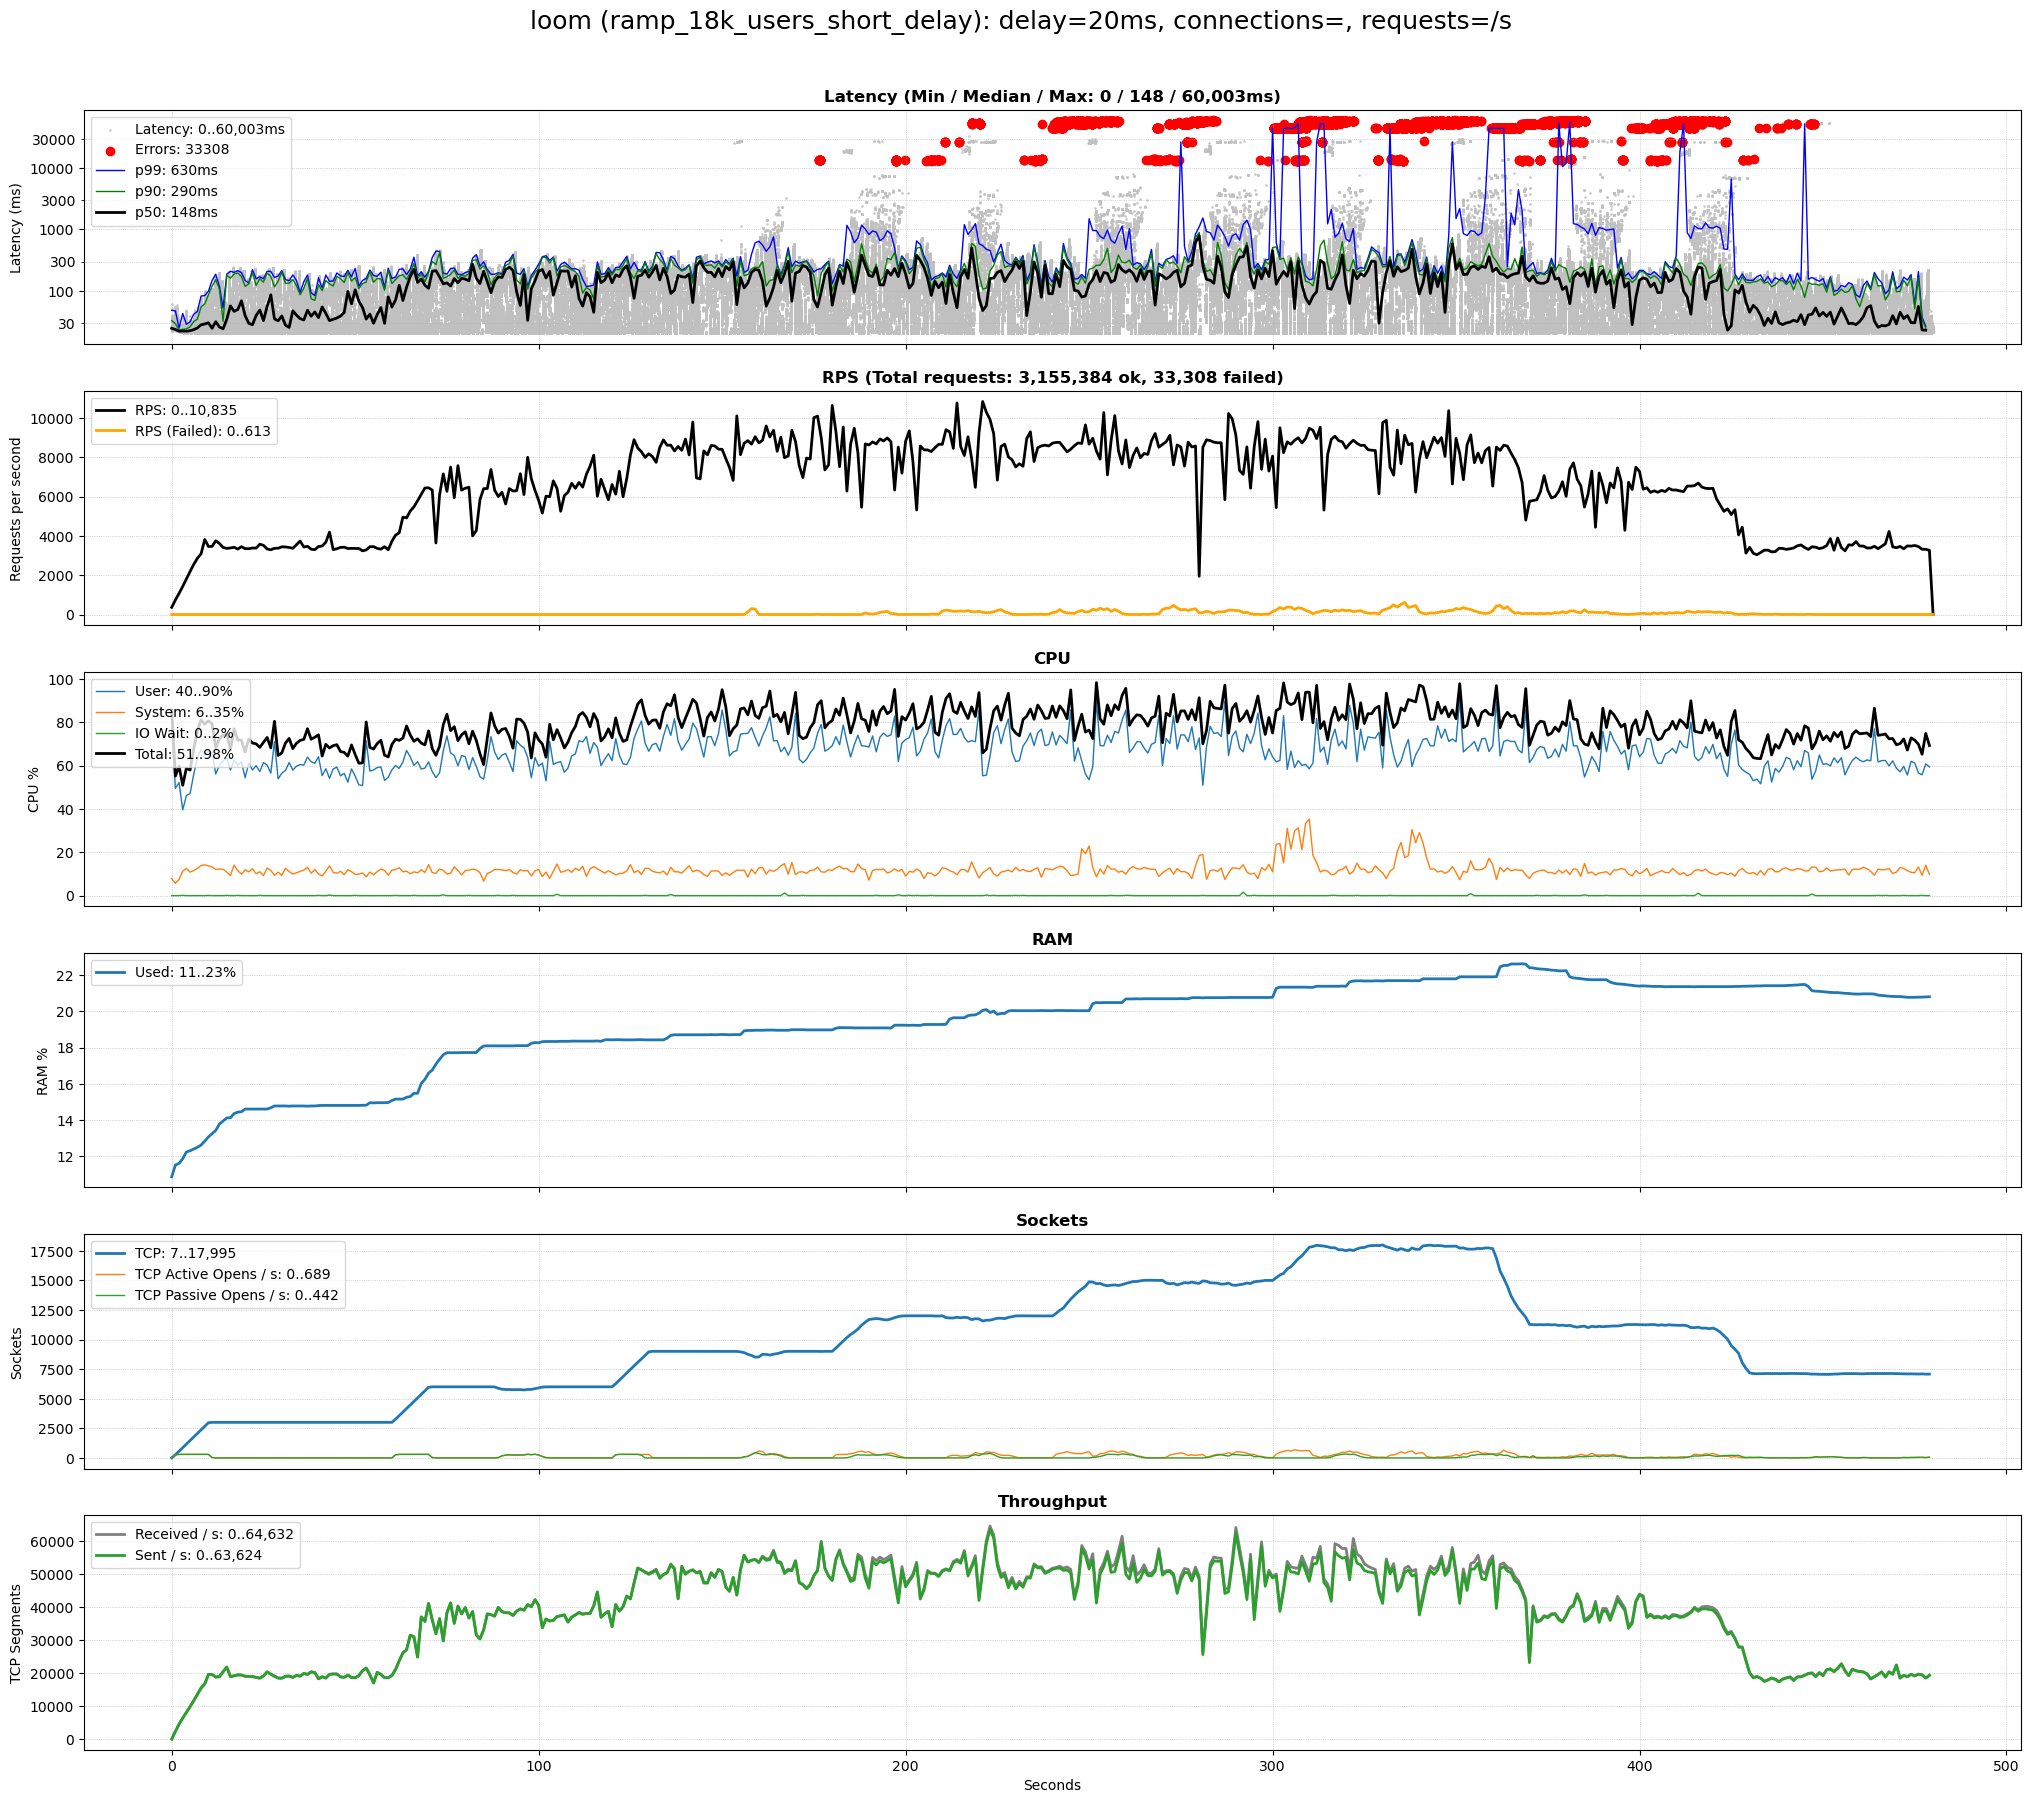 loom (ramp_18k_users_short_delay): delay=20ms, connections=, requests=/s
Latency (Min / Median / Max: 0 / 148 / 60,003ms)
Latency (ms)
30000
10000
3000
1000
300
100
30
Latency: 0..60,003ms
Errors: 33308
p99: 630ms
p90: 290ms
p50: 148ms
RPS (Total requests: 3,155,384 ok, 33,308 failed)
Requests per second
10000
8000
6000
4000
2000
0
RPS: 0..10,835
RPS (Failed): 0..613
CPU
CPU %
100
80
60
40
20
0
User: 40..90%
System: 6..35%
IO Wait: 0..2%
Total: 51..98%
RAM
RAM %
22
20
18
16
14
12
Used: 11..23%
Sockets
Sockets
17500
15000
12500
10000
7500
5000
2500
0
TCP: 7..17,995
TCP Active Opens / s: 0..689
TCP Passive Opens / s: 0..442
Throughput
TCP Segments
60000
50000
40000
30000
20000
10000
0
Received / s: 0..64,632
Sent / s: 0..63,624
0
100
200
300
400
500
Seconds